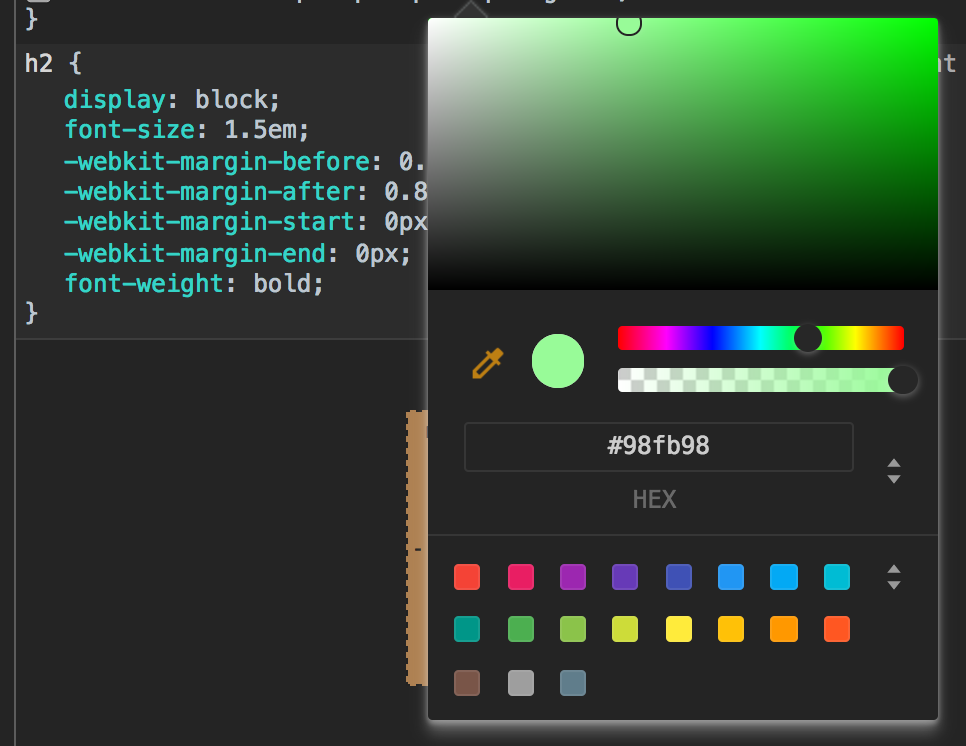 }
h2 {
display: block;
font-size: 1.5em;
-webkit-margin-before: 0.
-webkit-margin-after: 0.8
-webkit-margin-start: 0px
-webkit-margin-end: 0px;
font-weight: bold;
}
#98fb98
HEX
-